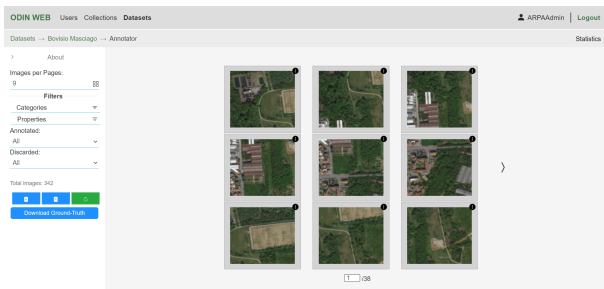 ODIN WEB Users Collections Datasets ARPAAdmin Logout
Datasets → Bovisio Masciago → Annotator Statistics
About
Images per Pages:
9
Filters
Categories
Properties
Annotated:
All
Discarded:
All
Total images: 342
Download Ground-Truth
1 /38